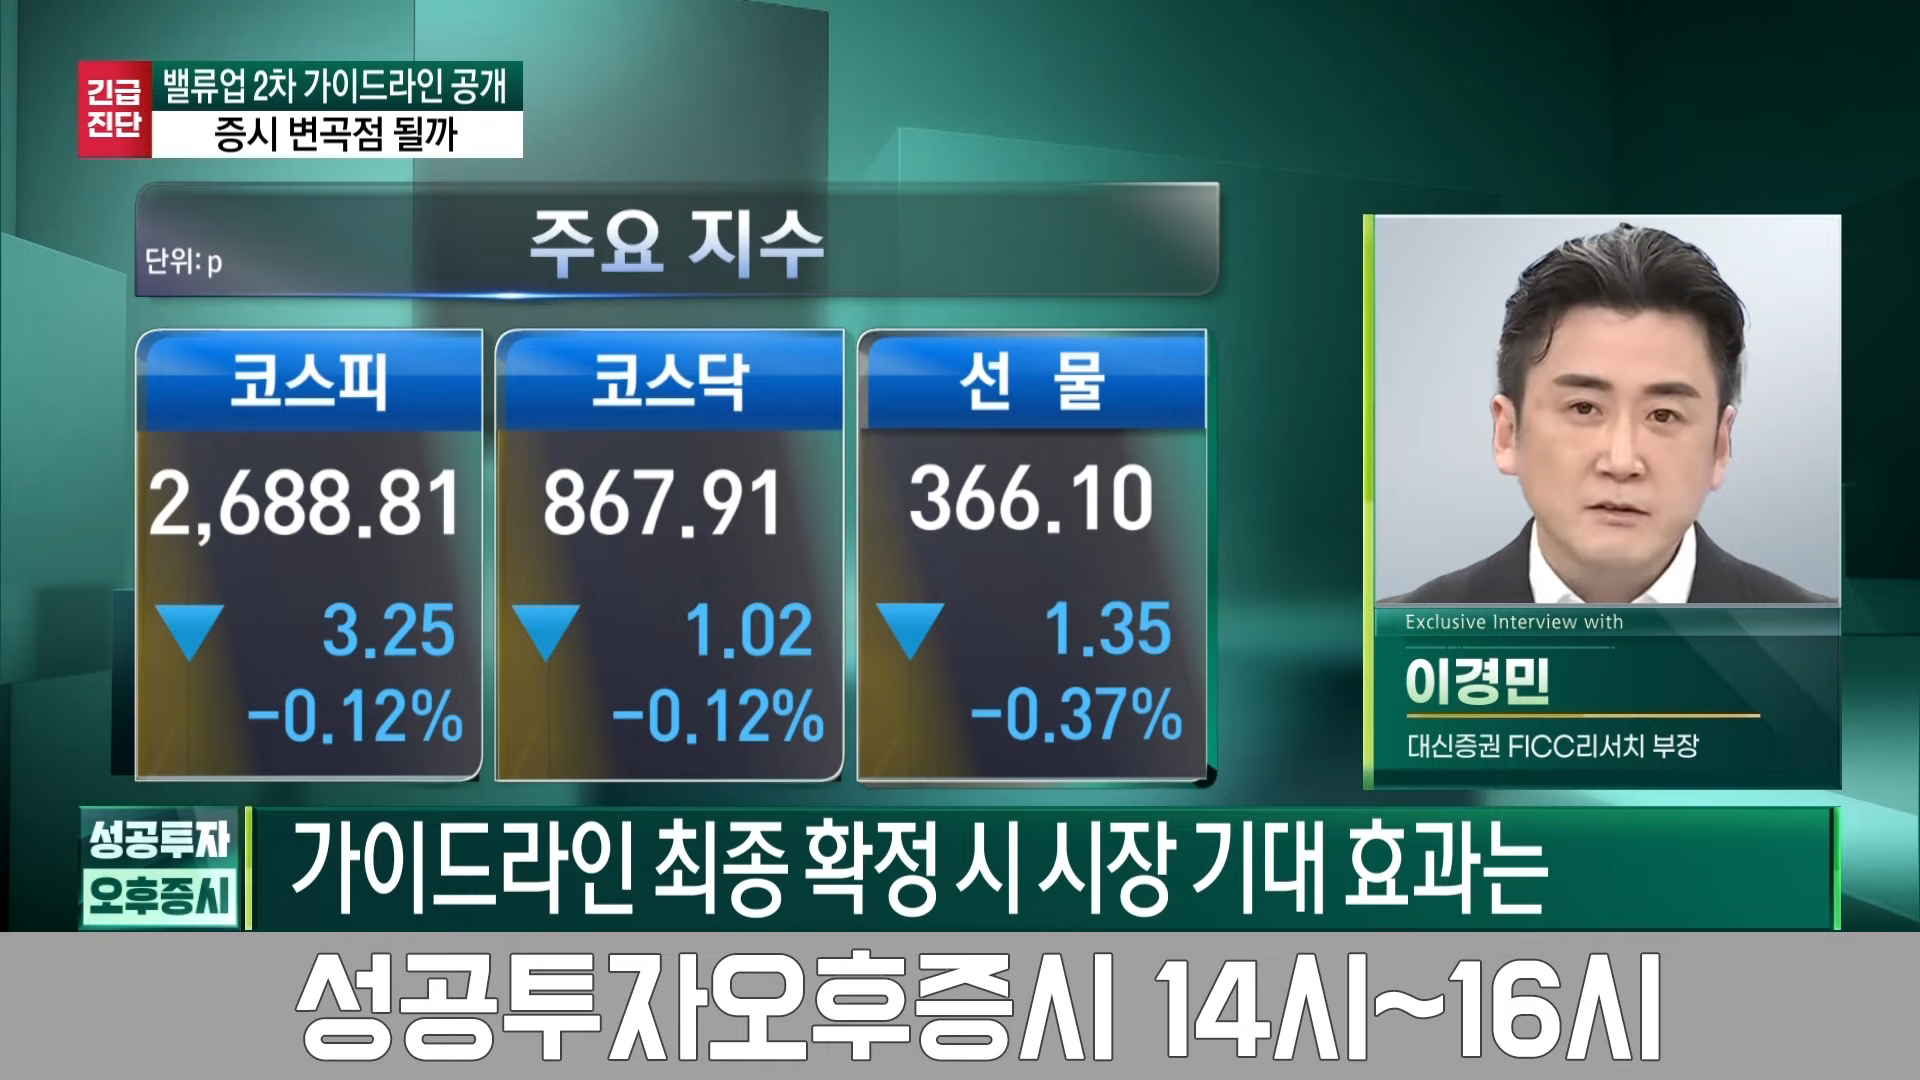 긴급
진단
밸류업 2차 가이드라인 공개
증시 변곡점 될까
주요 지수
단위: p
코스피
2,688.81
▼ 3.25
-0.12%
코스닥
867.91
▼ 1.02
-0.12%
선 물
366.10
▼ 1.35
-0.37%
Exclusive Interview with
이경민
대신증권 FICC리서치 부장
성공투자
오후증시
가이드라인 최종 확정 시 시장 기대 효과는
성공투자오후증시 14시~16시